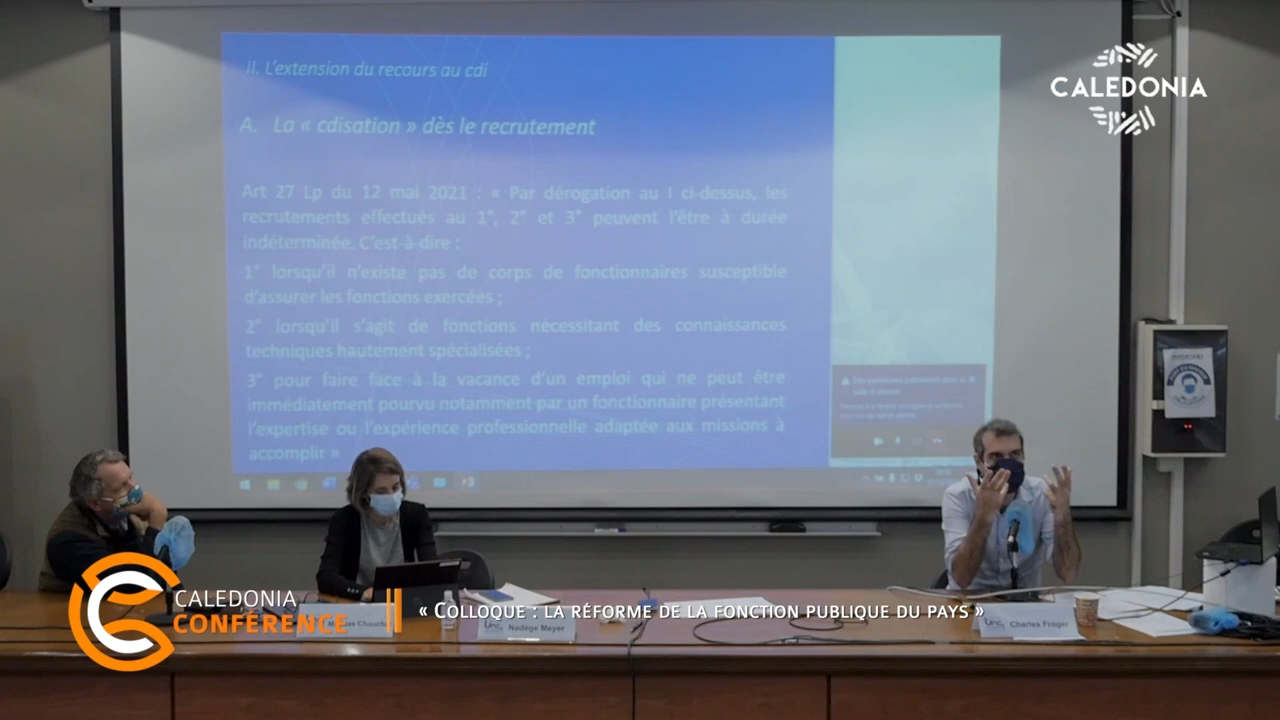 II. L'extension du recours au cdi
A. La « cdisation » dès le recrutement
Art 27 Lp du 12 mai 2021 : « Par dérogation au I ci-dessus, les
recrutements effectués au 1°, 2° et 3° peuvent l'être à durée
indéterminée. C'est-à-dire :
1° lorsqu'il n'existe pas de corps de fonctionnaires susceptible
d'assurer les fonctions exercées ;
2° lorsqu'il s'agit de fonctions nécessitant des connaissances
techniques hautement spécialisées ;
3° pour faire face à la vacance d'un emploi qui ne peut être
immédiatement pourvu notamment par un fonctionnaire présentant
l'expertise ou l'expérience professionnelle adaptée aux missions à
accomplir »
CALEDONIA
CALEDONIA
CONFÉRENCE
« Colloque : la réforme de la fonction publique du pays »
Nadège Meyer
Charles Froger